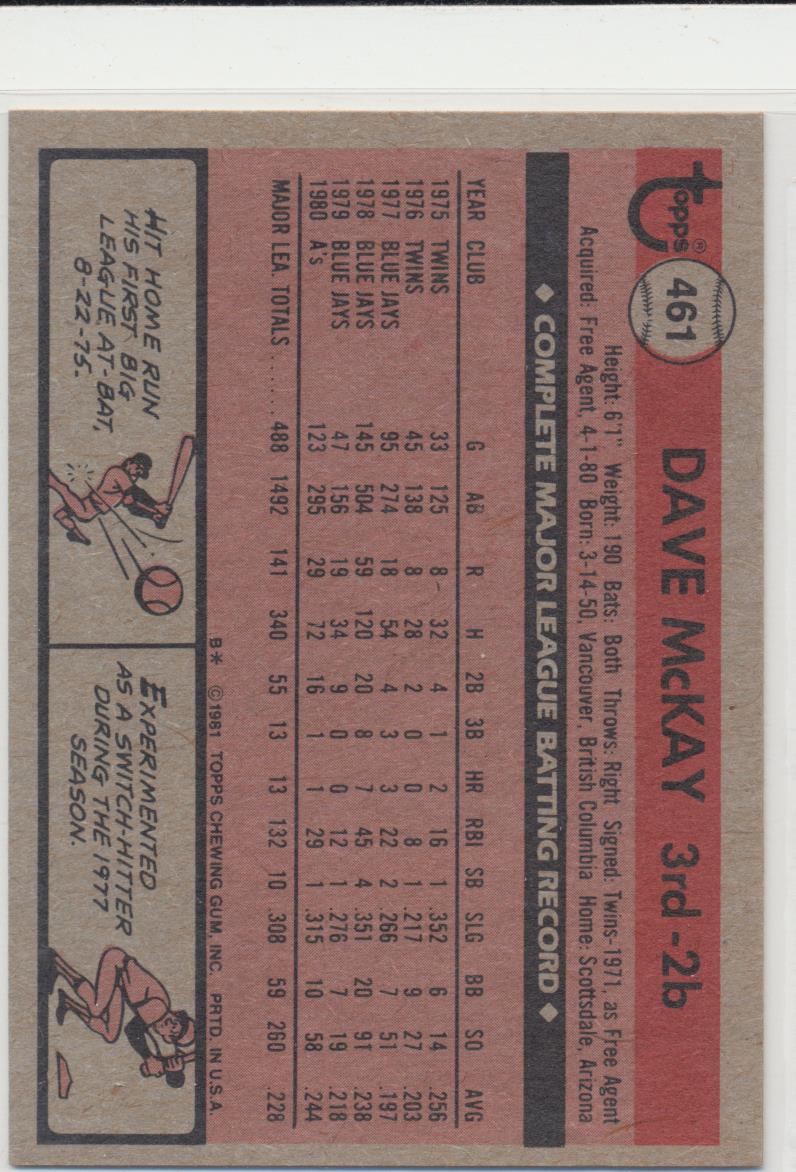 topps®
461
DAVE McKAY 3rd-2b
Height: 6'1" Weight: 190 Bats: Both Throws: Right Signed: Twins-1971, as Free Agent
Acquired: Free Agent, 4-1-80 Born: 3-14-50, Vancouver, British Columbia Home: Scottsdale, Arizona
◆ COMPLETE MAJOR LEAGUE BATTING RECORD ◆
YEAR CLUB G AB R H 2B 3B HR RBI SB SLG BB SO AVG
1975 TWINS 33 125 8 32 4 1 2 16 1 .352 6 14 .256
1976 TWINS 45 138 8 28 2 0 0 8 1 .217 9 27 .203
1977 BLUE JAYS 95 274 18 54 4 3 3 22 2 .266 7 51 .197
1978 BLUE JAYS 145 504 59 120 20 8 7 45 4 .351 20 91 .238
1979 BLUE JAYS 47 156 19 34 9 0 0 12 1 .276 7 19 .218
1980 A's 123 295 29 72 16 1 1 29 1 .315 10 58 .244
MAJOR LEA. TOTALS ........ 488 1492 141 340 55 13 13 132 10 .308 59 260 .228
B* ©1981 TOPPS CHEWING GUM, INC. PRTD. IN U.S.A.
HIT HOME RUN
HIS FIRST BIG
LEAGUE AT-BAT,
8-22-75.
EXPERIMENTED
AS A SWITCH-HITTER
DURING THE 1977
SEASON.